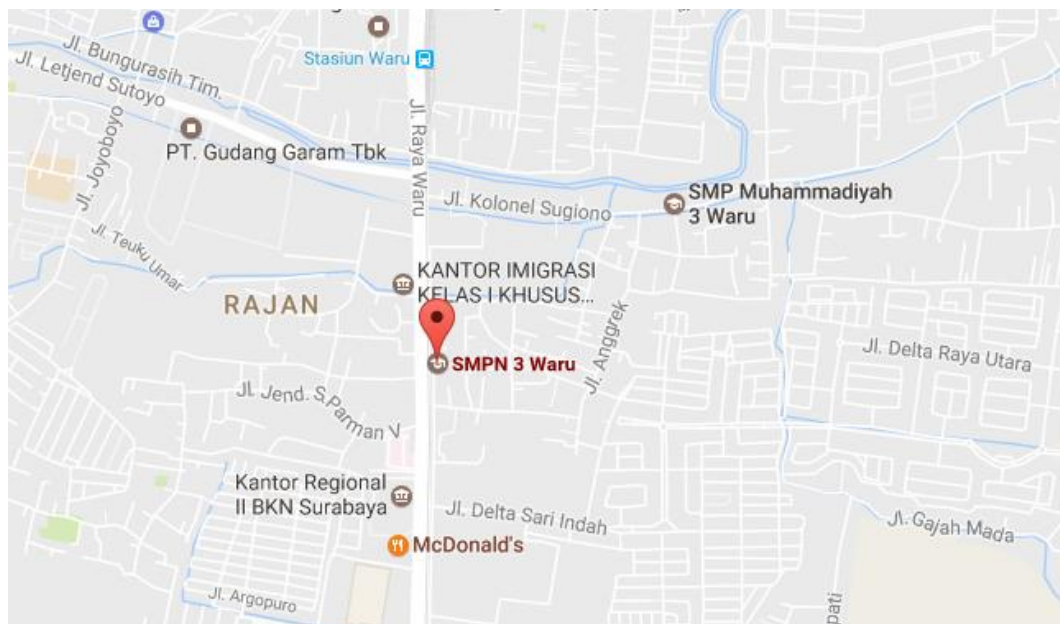 Stasiun Waru
Jl. Bungurasih Tim.
Jl. Letjend Sutoyo
PT. Gudang Garam Tbk
Jl. Joyoboyo
Jl. Raya Waru
Jl. Kolonel Sugiono
SMP Muhammadiyah
3 Waru
Jl. Teuku Umar
KANTOR IMIGRASI
KELAS I KHUSUS...
RAJAN
SMPN 3 Waru
Jl. Anggrek
Jl. Delta Raya Utara
Jl. Jend. S.Parman V
Kantor Regional
II BKN Surabaya
Jl. Delta Sari Indah
Jl. Gajah Mada
McDonald's
Jl. Argopuro
pati